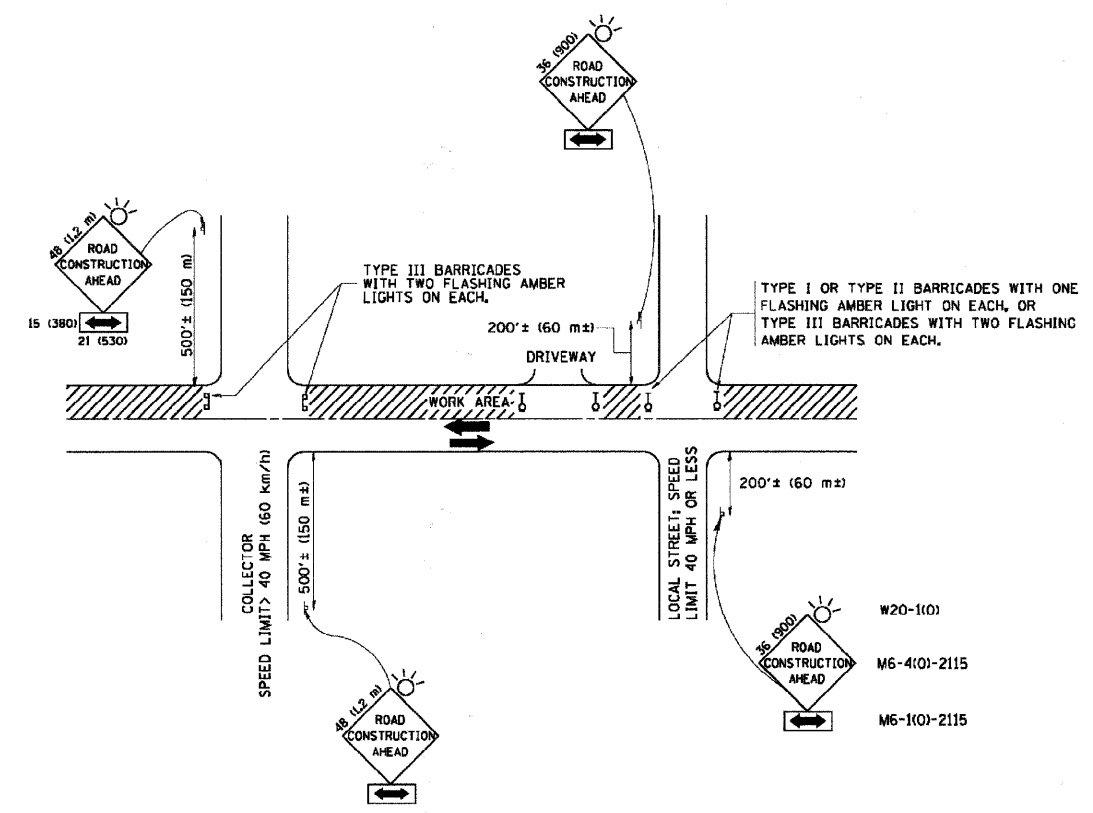 36 (900)
ROAD
CONSTRUCTION
AHEAD
48 (1.2 m)
ROAD
CONSTRUCTION
AHEAD
15 (380)
21 (530)
500'± (150 m)
TYPE III BARRICADES
WITH TWO FLASHING AMBER
LIGHTS ON EACH.
200'± (60 m±)
DRIVEWAY
TYPE I OR TYPE II BARRICADES WITH ONE
FLASHING AMBER LIGHT ON EACH, OR
TYPE III BARRICADES WITH TWO FLASHING
AMBER LIGHTS ON EACH.
WORK AREA
COLLECTOR
SPEED LIMIT> 40 MPH (60 km/h)
500'± (150 m±)
LOCAL STREET: SPEED
LIMIT 40 MPH OR LESS
200'± (60 m±)
48 (1.2 m)
ROAD
CONSTRUCTION
AHEAD
36 (900)
ROAD
CONSTRUCTION
AHEAD
W20-1(O)
M6-4(O)-2115
M6-1(O)-2115